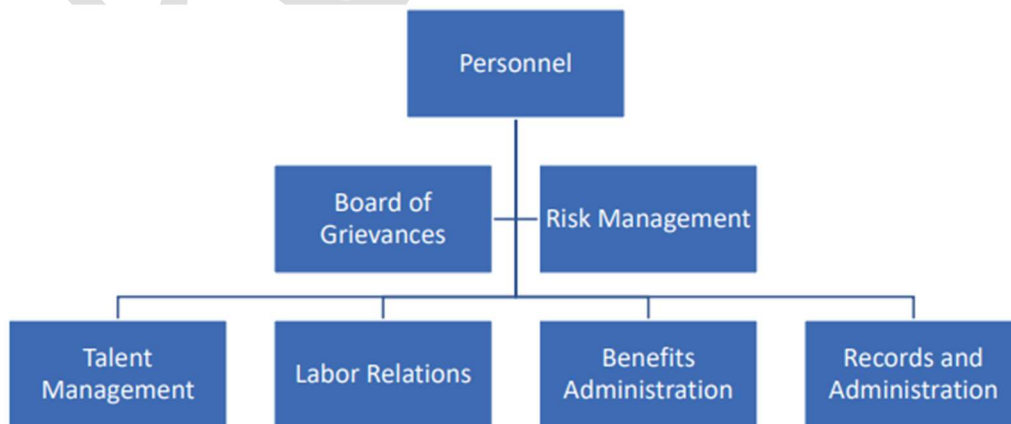 Personnel
Board of
Grievances
Risk Management
Talent
Management
Labor Relations
Benefits
Administration
Records and
Administration